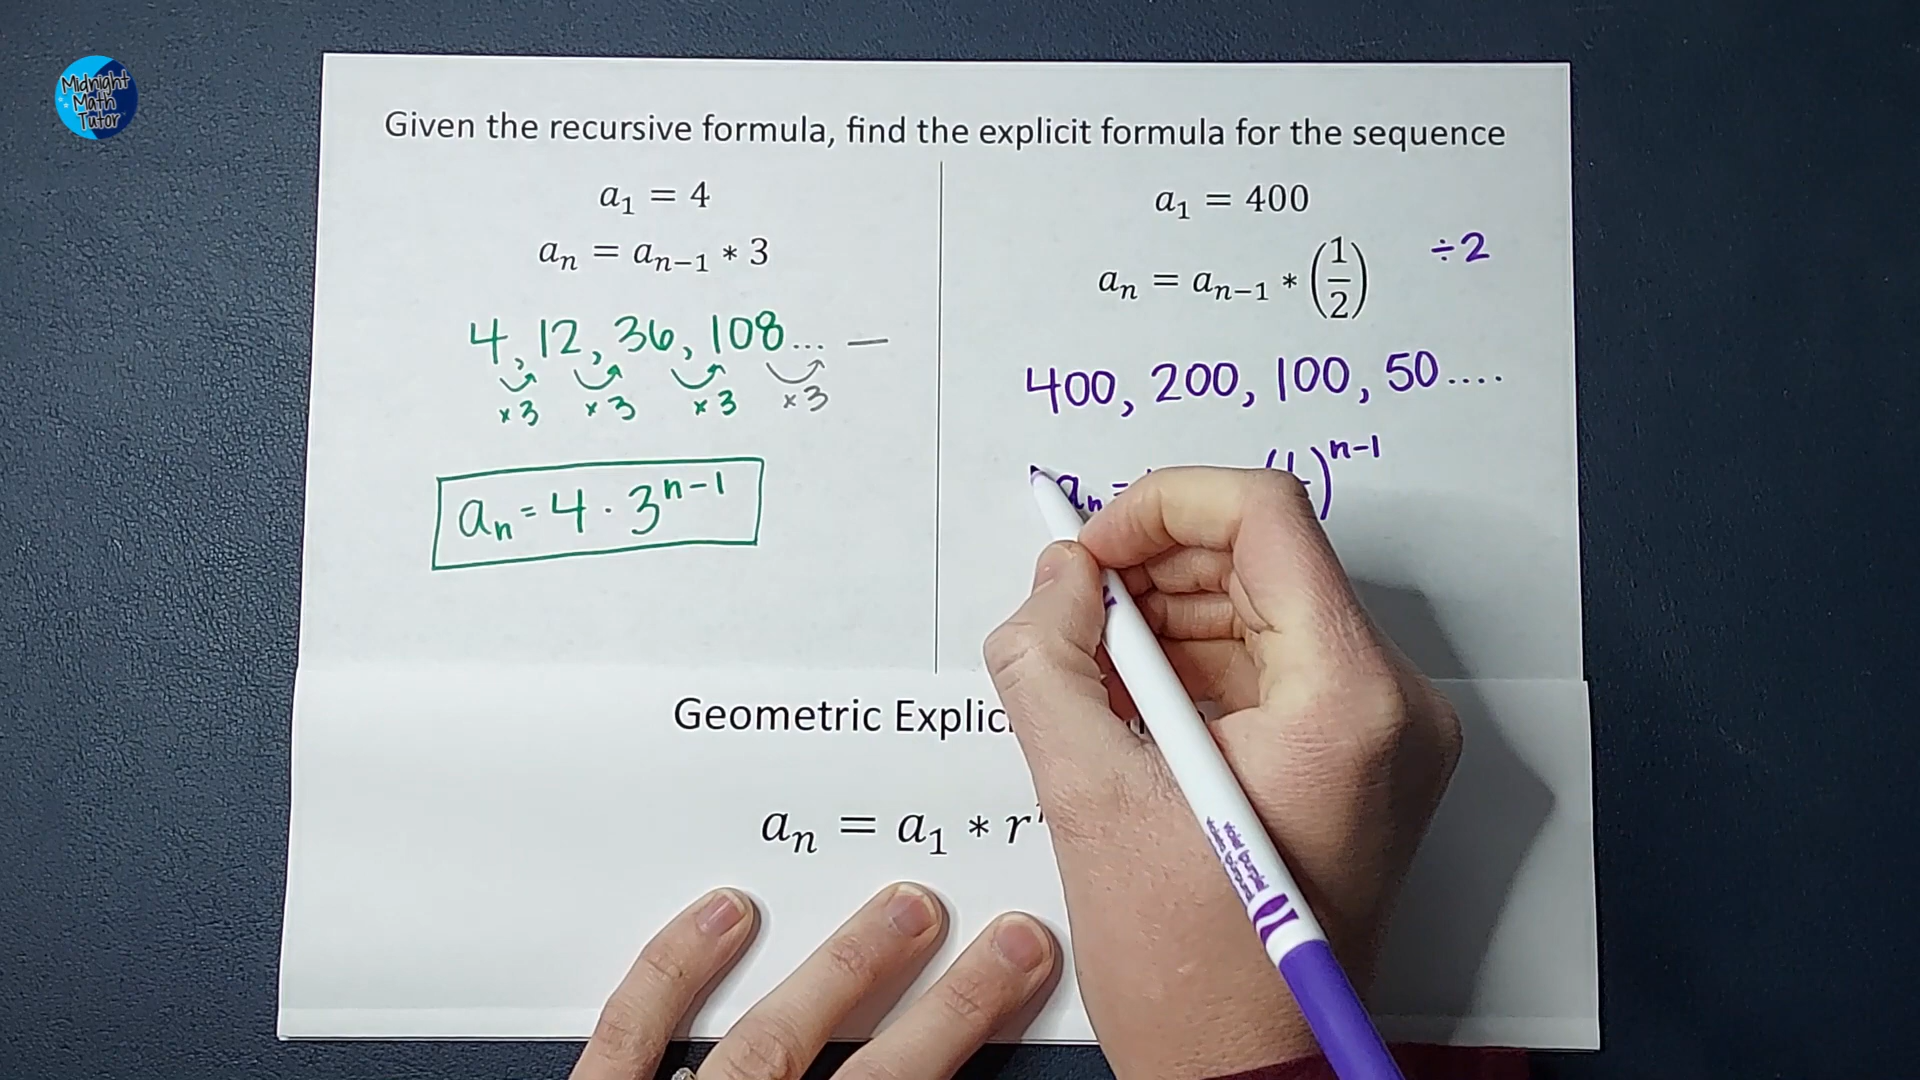 Midnight
Math
Tutor
Given the recursive formula, find the explicit formula for the sequence
a₁ = 4
aₙ = aₙ₋₁ * 3
4, 12, 36, 108... —
×3 ×3 ×3 ×3
aₙ = 4 · 3ⁿ⁻¹
a₁ = 400
aₙ = aₙ₋₁ * (1/2)
÷2
400, 200, 100, 50....
aₙ = ( )ⁿ⁻¹
Geometric
aₙ = a₁ * r